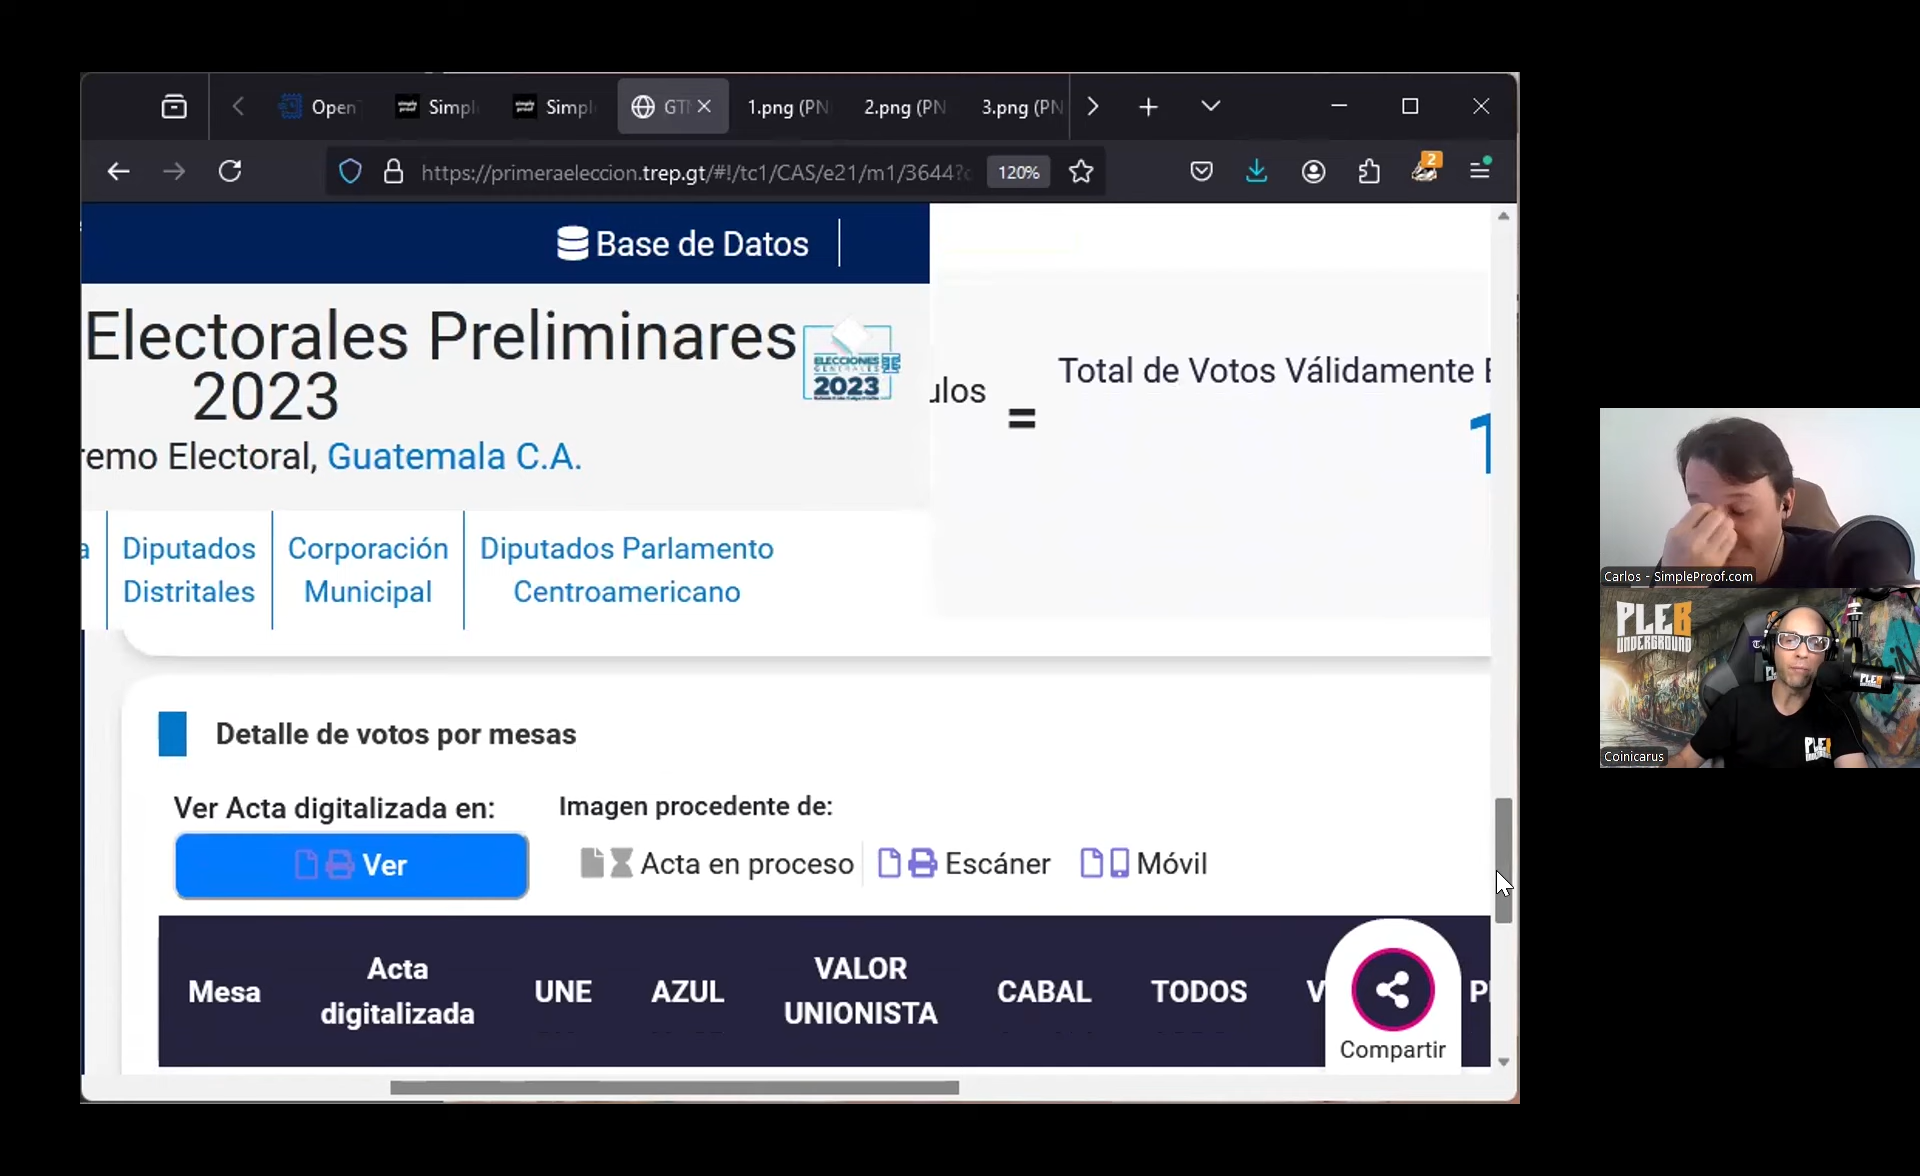 Open
Simpl
Simpl
GT
1.png (PN
2.png (PN
3.png (PN
https://primeraeleccion.trep.gt/#!/tc1/CAS/e21/m1/3644?
120%
2
Base de Datos
Electorales Preliminares
2023
ELECCIONES
GENERALES
2023
remo Electoral, Guatemala C.A.
ulos
=
Total de Votos Válidamente E
1
a
Diputados
Distritales
Corporación
Municipal
Diputados Parlamento
Centroamericano
Detalle de votos por mesas
Ver Acta digitalizada en:
Imagen procedente de:
Ver
Acta en proceso
Escáner
Móvil
Mesa
Acta
digitalizada
UNE
AZUL
VALOR
UNIONISTA
CABAL
TODOS
V
P
Compartir
Carlos - SimpleProof.com
PLEB
UNDERGROUND
PLEB
PLEB
Coinicarus